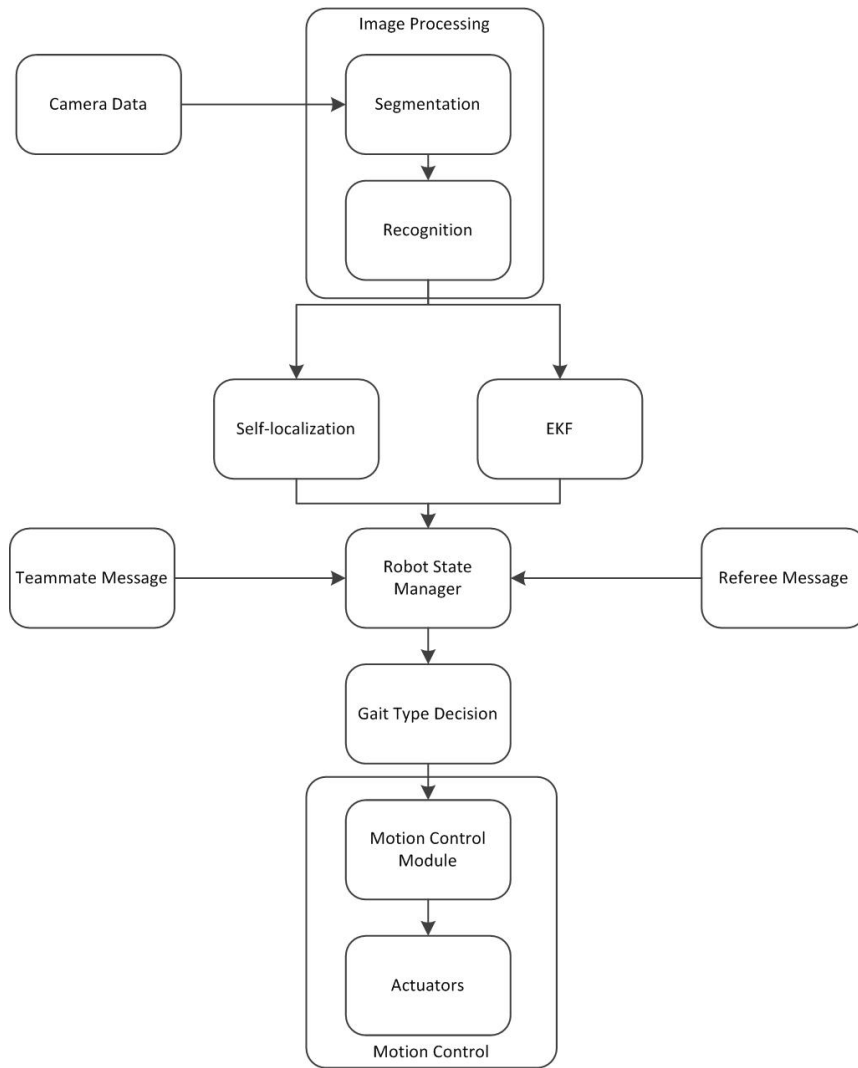 Image Processing
Camera Data
Segmentation
Recognition
Self-localization
EKF
Teammate Message
Robot State
Manager
Referee Message
Gait Type Decision
Motion Control
Module
Actuators
Motion Control